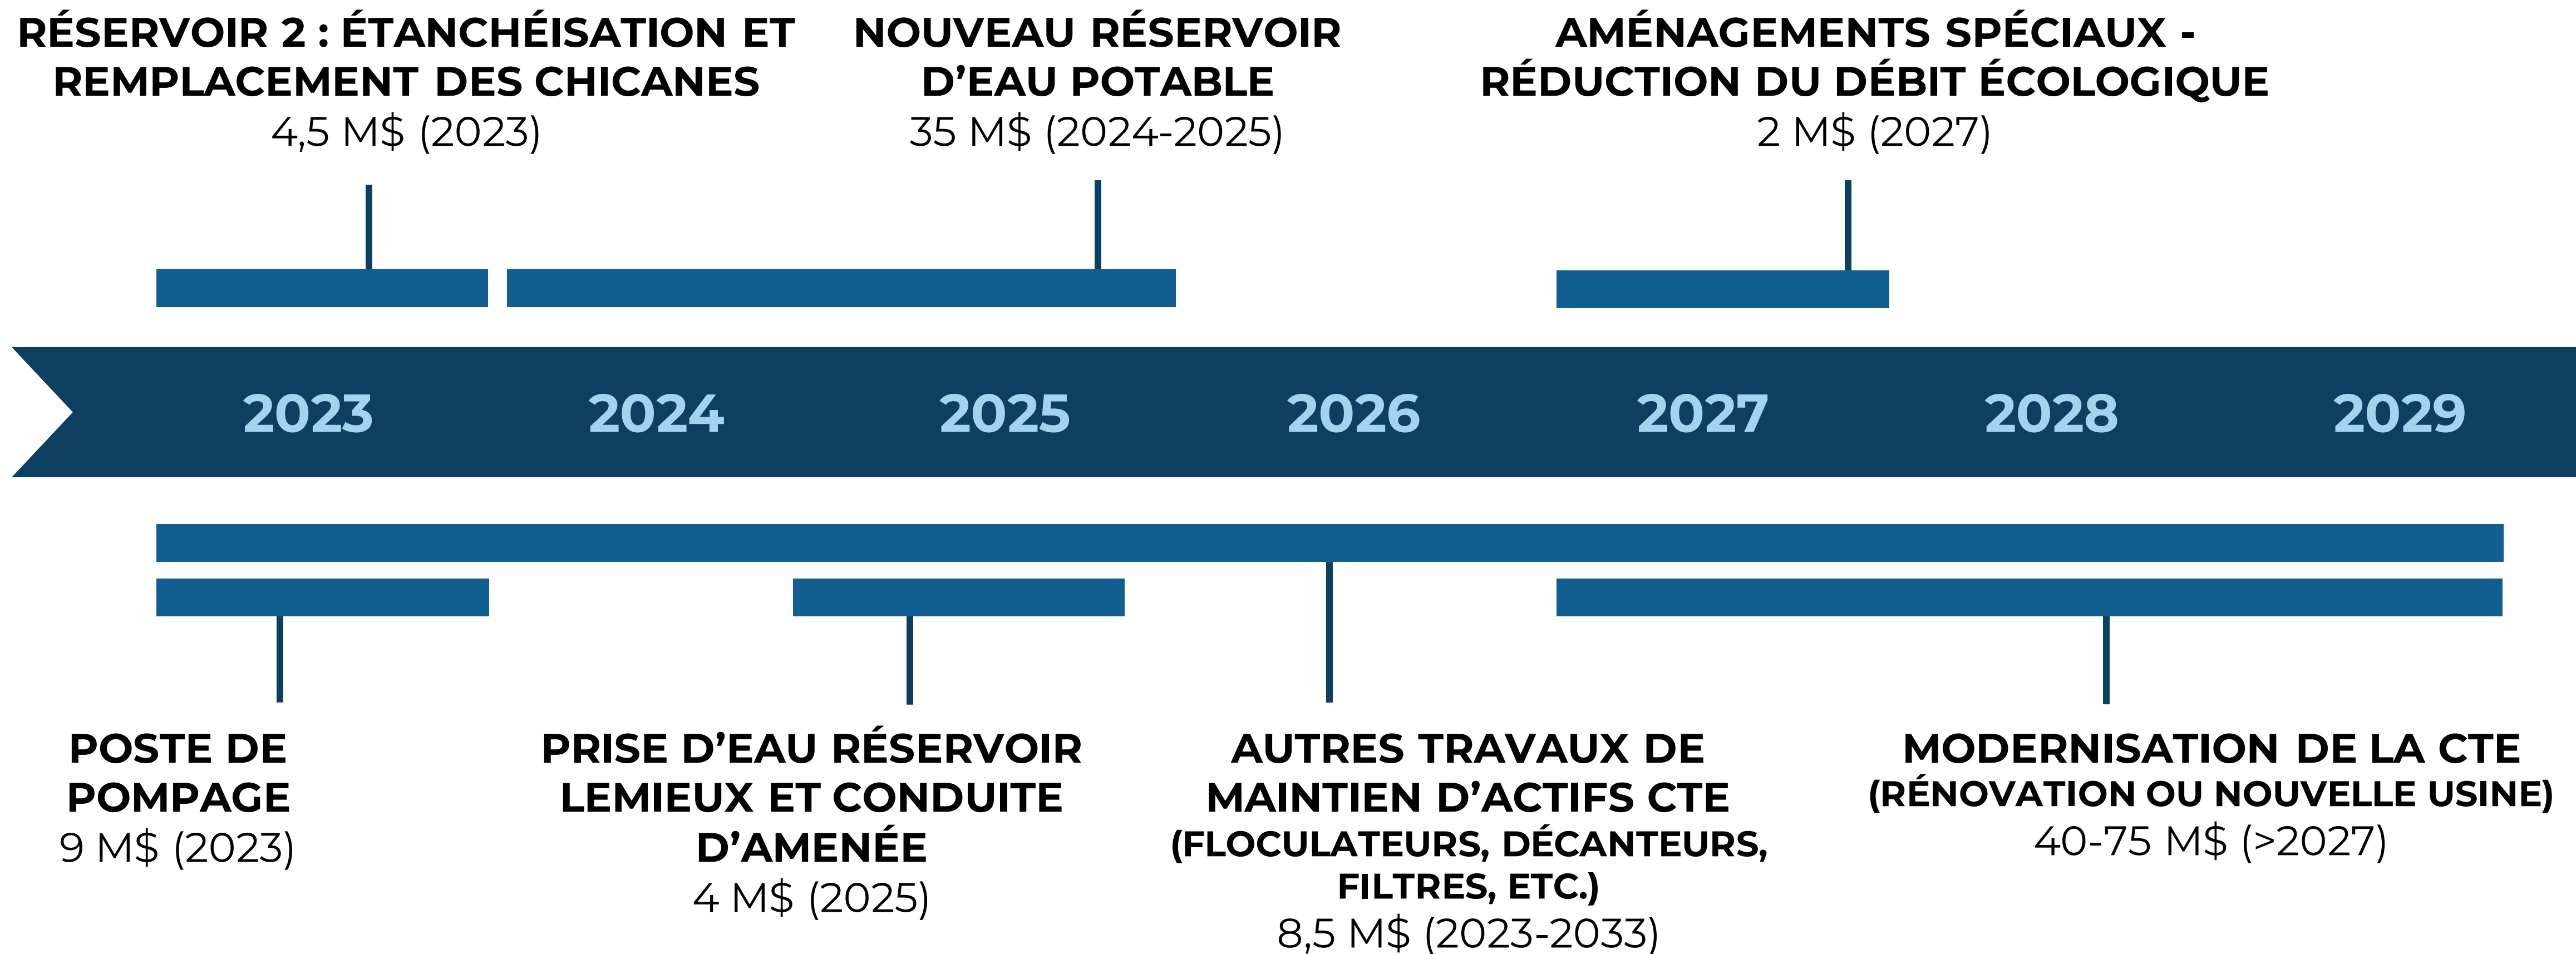 RÉSERVOIR 2 : ÉTANCHÉISATION ET
REMPLACEMENT DES CHICANES
4,5 M$ (2023)
NOUVEAU RÉSERVOIR
D’EAU POTABLE
35 M$ (2024-2025)
AMÉNAGEMENTS SPÉCIAUX -
RÉDUCTION DU DÉBIT ÉCOLOGIQUE
2 M$ (2027)
2023
2024
2025
2026
2027
2028
2029
POSTE DE
POMPAGE
9 M$ (2023)
PRISE D’EAU RÉSERVOIR
LEMIEUX ET CONDUITE
D’AMENÉE
4 M$ (2025)
AUTRES TRAVAUX DE
MAINTIEN D’ACTIFS CTE
(FLOCULATEURS, DÉCANTEURS,
FILTRES, ETC.)
8,5 M$ (2023-2033)
MODERNISATION DE LA CTE
(RÉNOVATION OU NOUVELLE USINE)
40-75 M$ (>2027)